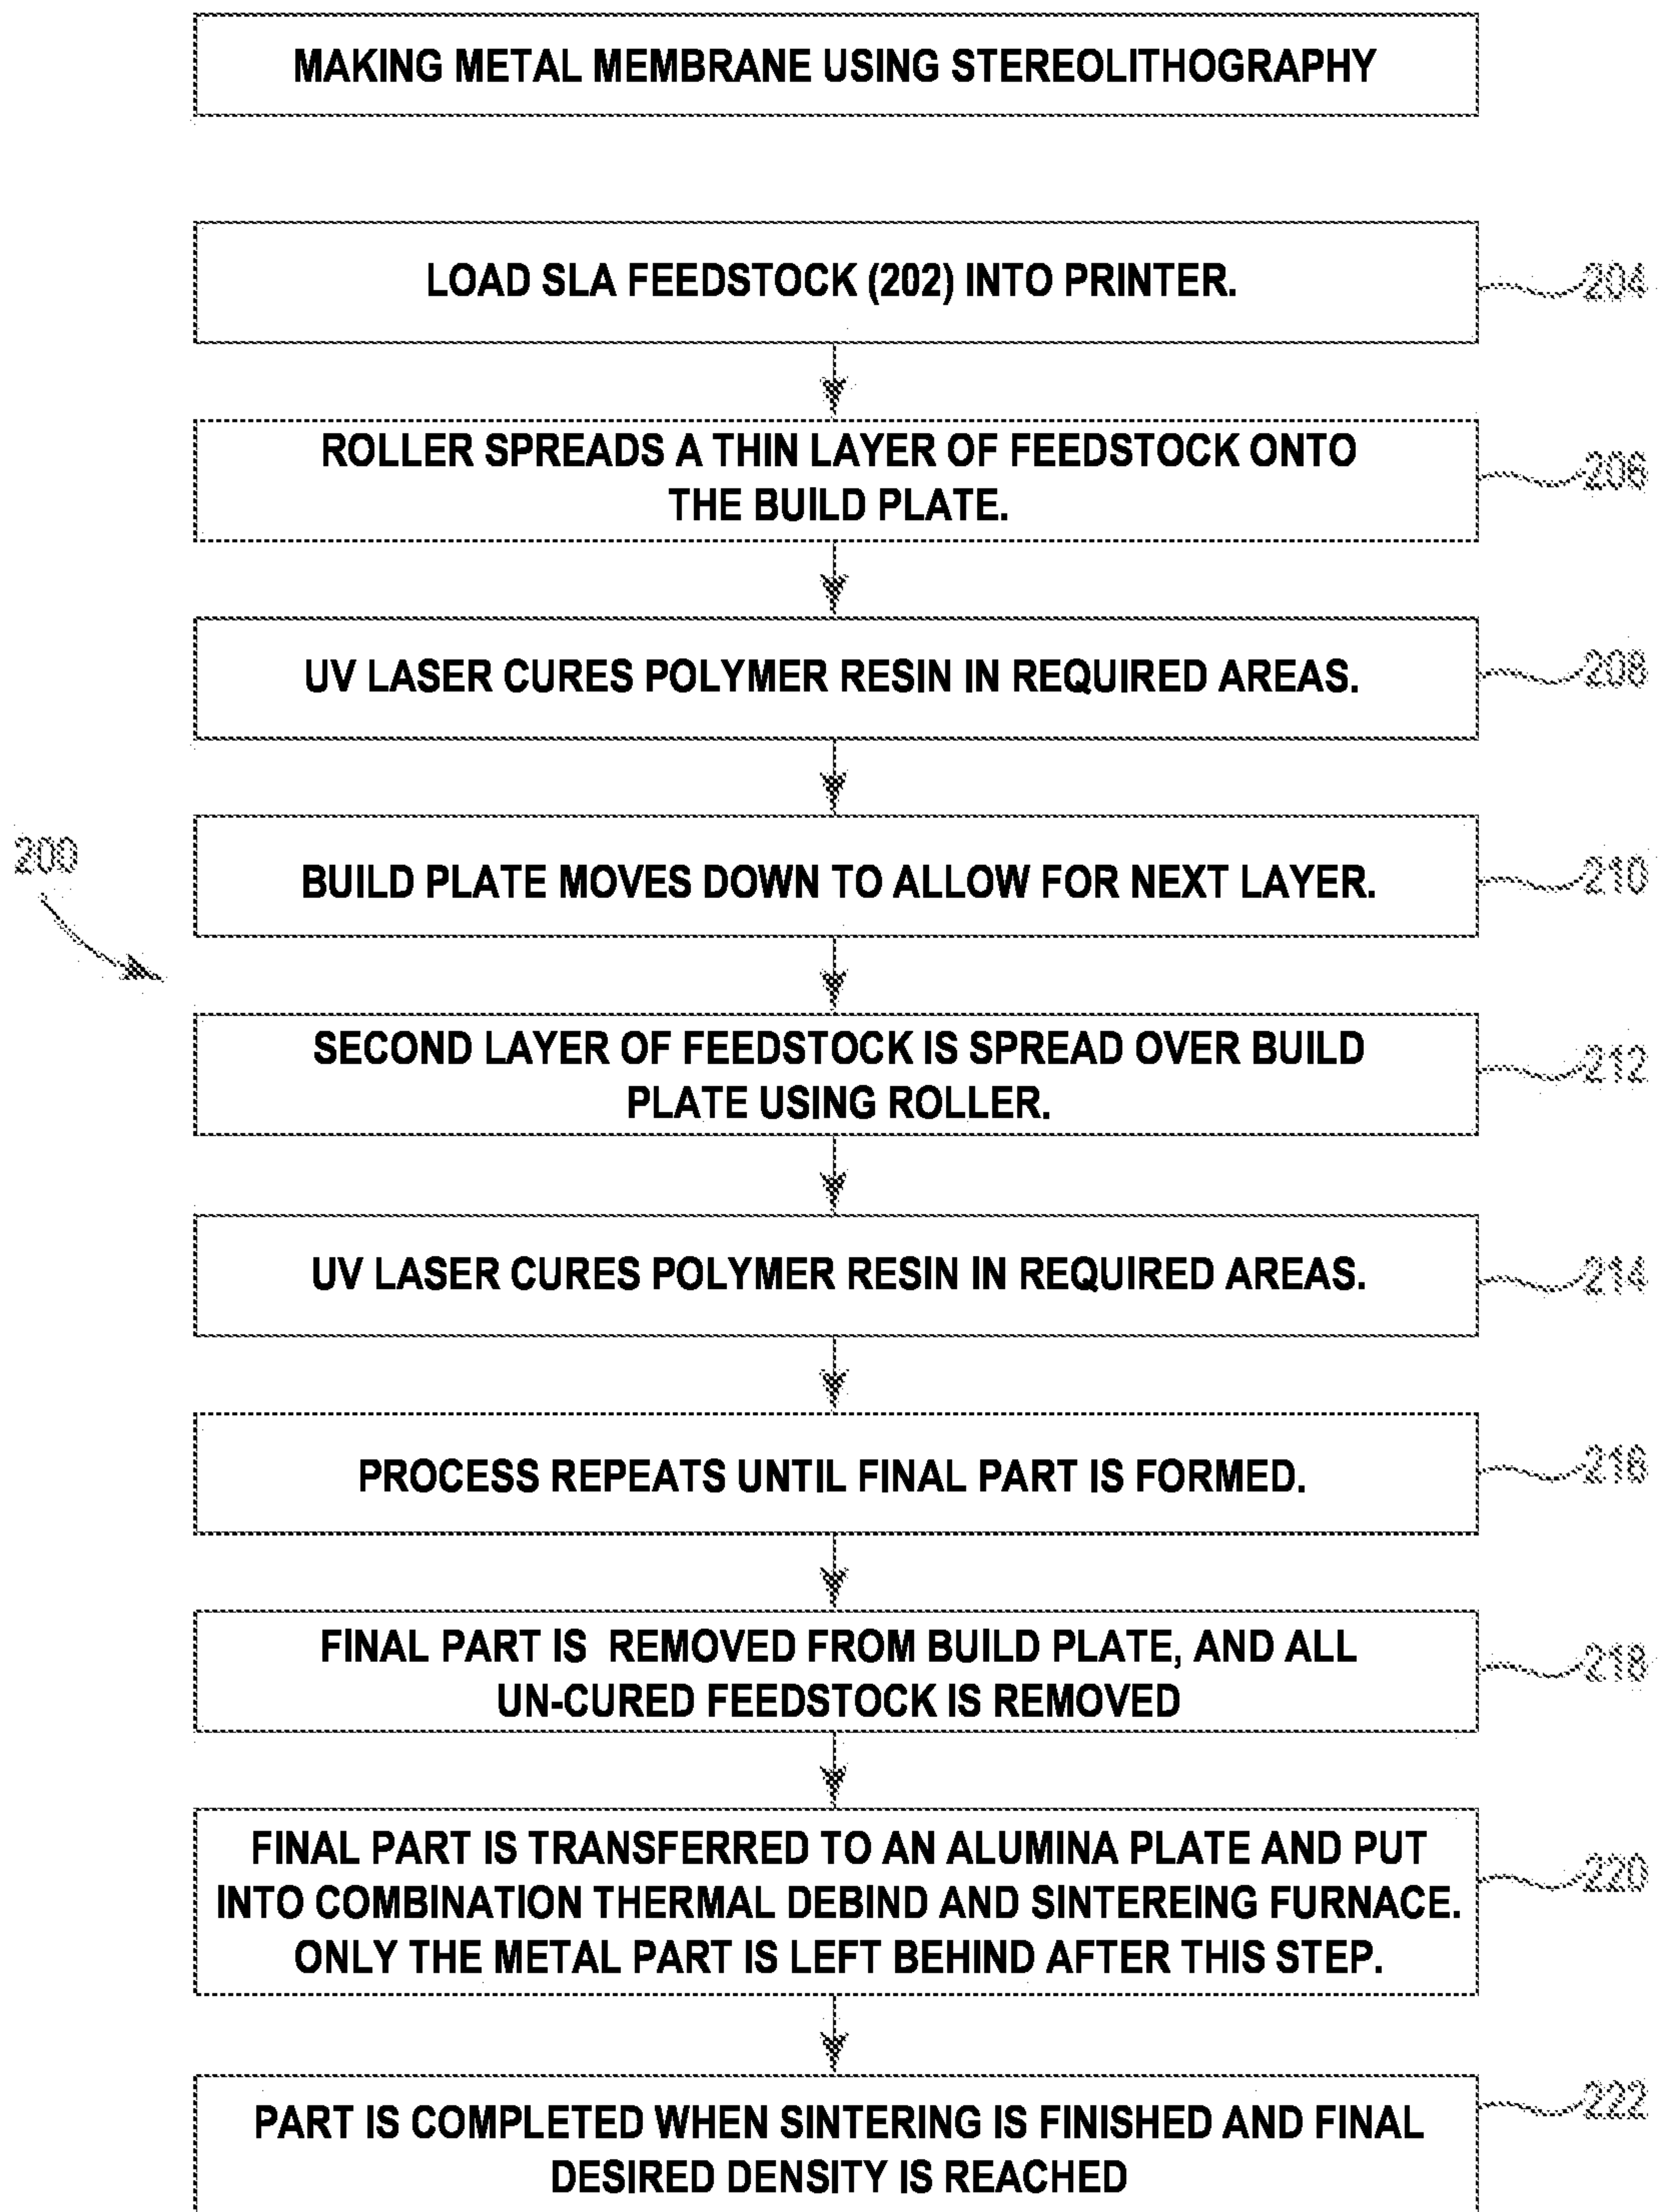 MAKING METAL MEMBRANE USING STEREOLITHOGRAPHY
LOAD SLA FEEDSTOCK (202) INTO PRINTER.
204
ROLLER SPREADS A THIN LAYER OF FEEDSTOCK ONTO
THE BUILD PLATE.
206
UV LASER CURES POLYMER RESIN IN REQUIRED AREAS.
208
200
BUILD PLATE MOVES DOWN TO ALLOW FOR NEXT LAYER.
210
SECOND LAYER OF FEEDSTOCK IS SPREAD OVER BUILD
PLATE USING ROLLER.
212
UV LASER CURES POLYMER RESIN IN REQUIRED AREAS.
214
PROCESS REPEATS UNTIL FINAL PART IS FORMED.
216
FINAL PART IS REMOVED FROM BUILD PLATE, AND ALL
UN-CURED FEEDSTOCK IS REMOVED
218
FINAL PART IS TRANSFERRED TO AN ALUMINA PLATE AND PUT
INTO COMBINATION THERMAL DEBIND AND SINTEREING FURNACE.
ONLY THE METAL PART IS LEFT BEHIND AFTER THIS STEP.
220
PART IS COMPLETED WHEN SINTERING IS FINISHED AND FINAL
DESIRED DENSITY IS REACHED
222